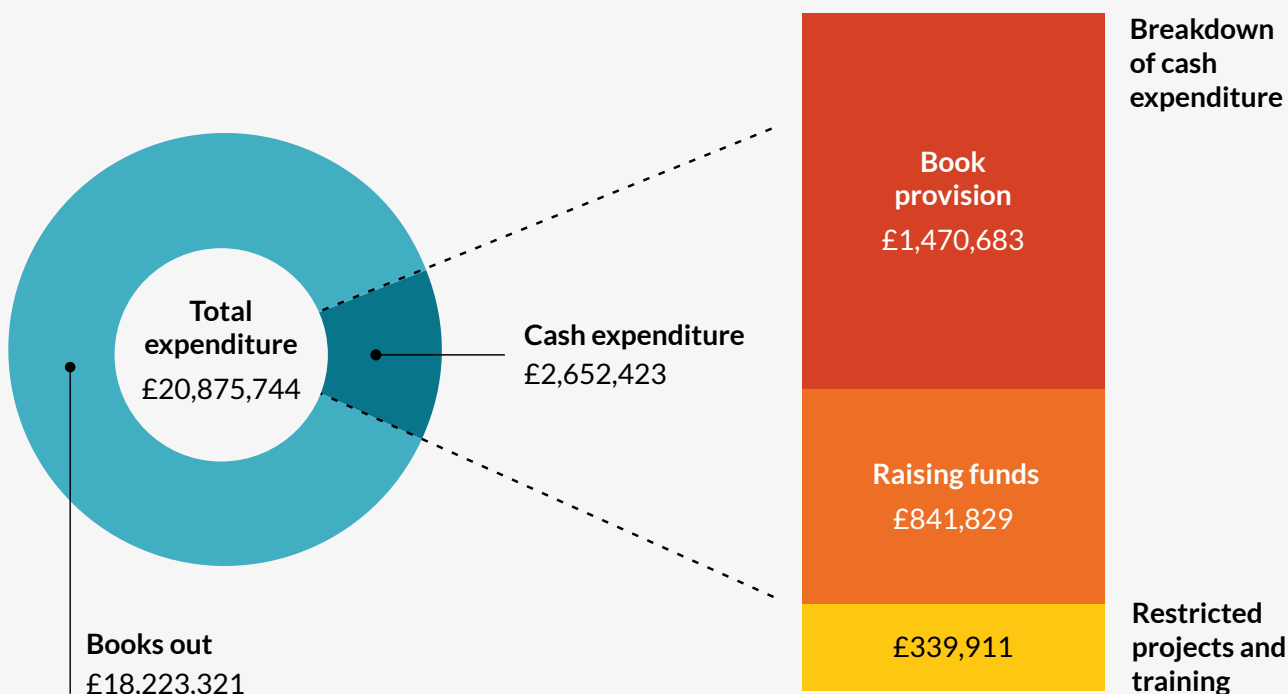 Total
expenditure
£20,875,744
Cash expenditure
£2,652,423
Books out
£18,223,321
Breakdown
of cash
expenditure
Book
provision
£1,470,683
Raising funds
£841,829
£339,911
Restricted
projects and
training